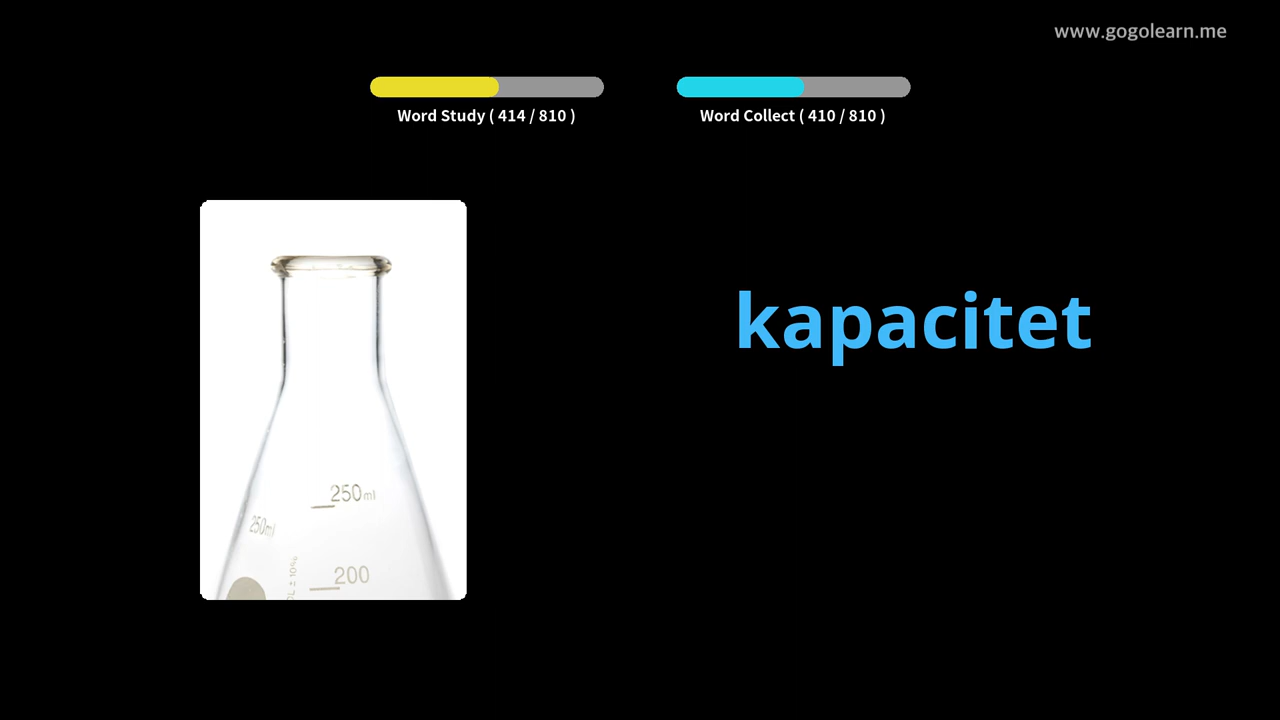 www.gogolearn.me
Word Study ( 414 / 810 )
Word Collect ( 410 / 810 )
kapacitet
250ml
250ml
200